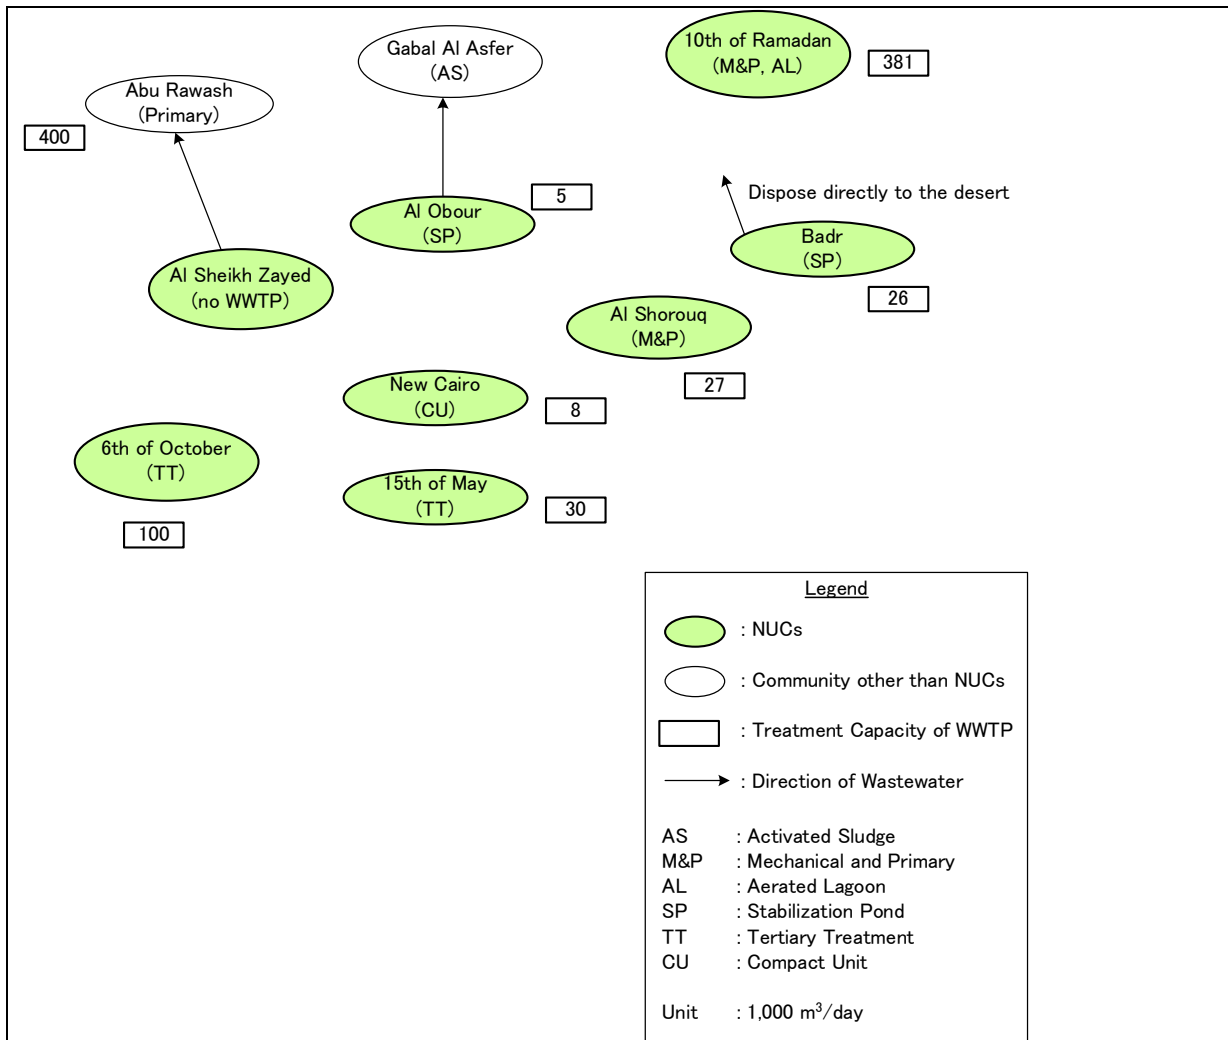 Gabal Al Asfer
(AS)
10th of Ramadan
(M&P, AL)
381
Abu Rawash
(Primary)
400
Al Obour
(SP)
5
Dispose directly to the desert
Badr
(SP)
26
Al Sheikh Zayed
(no WWTP)
Al Shorouq
(M&P)
27
New Cairo
(CU)
8
6th of October
(TT)
100
15th of May
(TT)
30
Legend
: NUCs
: Community other than NUCs
: Treatment Capacity of WWTP
: Direction of Wastewater
AS : Activated Sludge
M&P : Mechanical and Primary
AL : Aerated Lagoon
SP : Stabilization Pond
TT : Tertiary Treatment
CU : Compact Unit
Unit : 1,000 m³/day